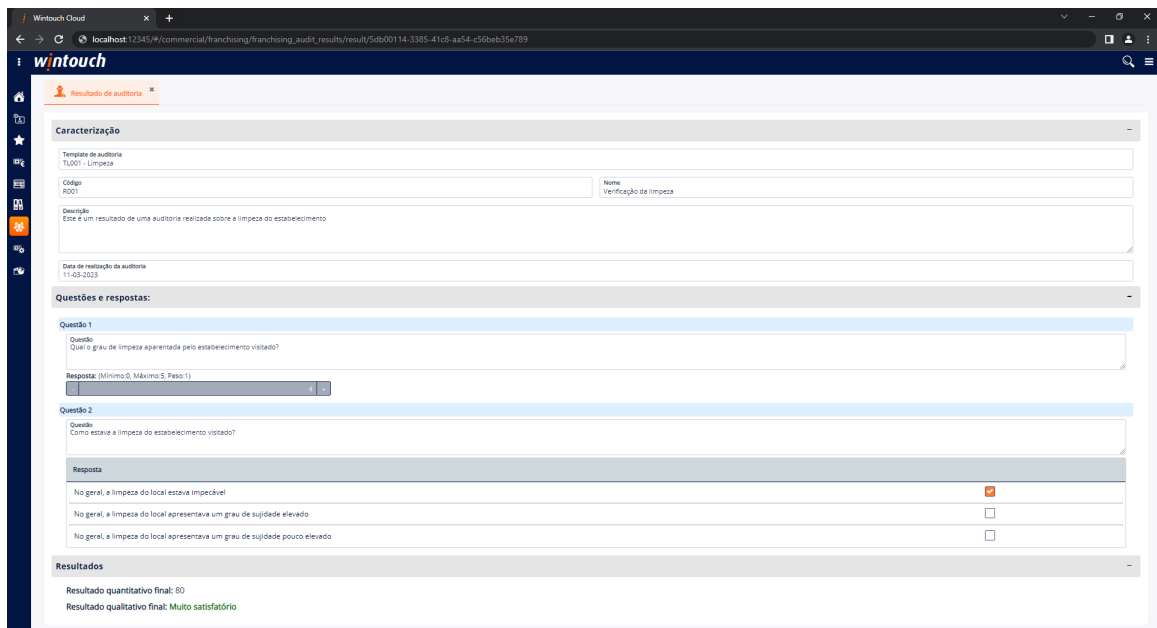 Wintouch Cloud
localhost:12345/#/commercial/franchising/franchising_audit_results/result/5db00114-3385-41c8-aa54-c56beb35e789
wintouch
Resultado de auditoria
Caracterização
Template de auditoria
TL001 - Limpeza
Código
R001
Nome
Verificação da limpeza
Descrição
Este é um resultado de uma auditoria realizada sobre a limpeza do estabelecimento
Data de realização da auditoria
11-03-2023
Questões e respostas:
Questão 1
Questão
Qual o grau de limpeza aparentada pelo estabelecimento visitado?
Resposta: (Mínimo:0, Máximo:5, Peso:1)
4
Questão 2
Questão
Como estava a limpeza do estabelecimento visitado?
Resposta
No geral, a limpeza do local estava impecável
No geral, a limpeza do local apresentava um grau de sujidade elevado
No geral, a limpeza do local apresentava um grau de sujidade pouco elevado
Resultados
Resultado quantitativo final: 80
Resultado qualitativo final: Muito satisfatório